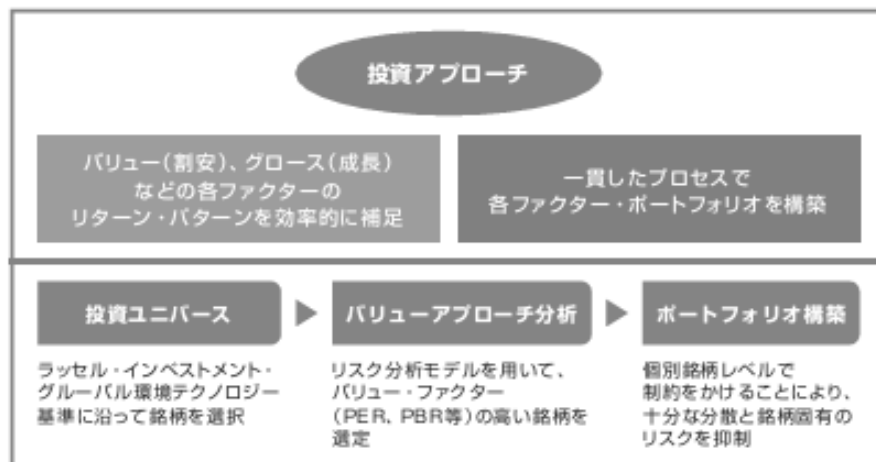 投資アプローチ
バリュー(割安)、グロース(成長)
などの各ファクターの
リターン・パターンを効率的に補足
一貫したプロセスで
各ファクター・ポートフォリオを構築
投資ユニバース
バリューアプローチ分析
ポートフォリオ構築
ラッセル・インベストメント・
グルーバル環境テクノロジー
基準に沿って銘柄を選択
リスク分析モデルを用いて、
バリュー・ファクター
(PER、PBR等)の高い銘柄を
選定
個別銘柄レベルで
制約をかけることにより、
十分な分散と銘柄固有の
リスクを抑制